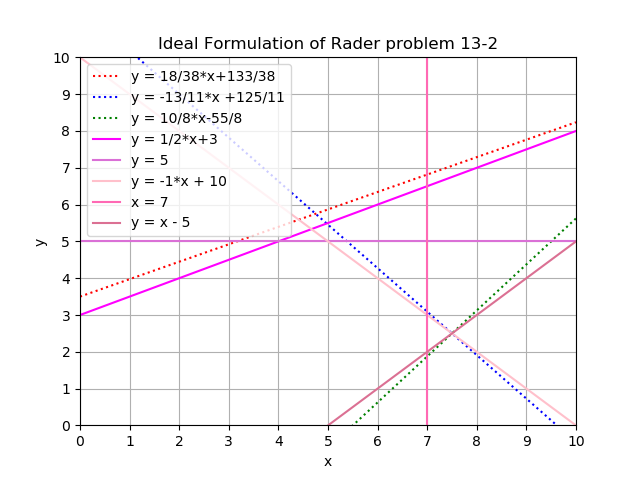 Ideal Formulation of Rader problem 13-2
y = 18/38*x+133/38
y = -13/11*x +125/11
y = 10/8*x-55/8
y = 1/2*x+3
y = 5
y = -1*x + 10
x = 7
y = x - 5
10
9
8
7
6
5
4
3
2
1
0
y
0 1 2 3 4 5 6 7 8 9 10
x